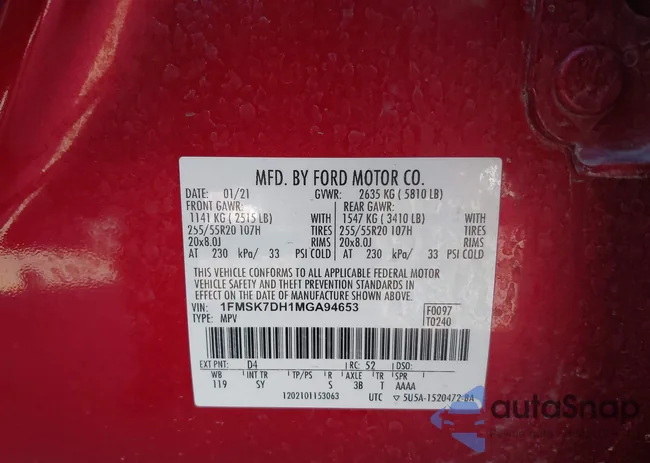 MFD. BY FORD MOTOR CO.
DATE: 01/21 GVWR: 2635 KG ( 5810 LB)
FRONT GAWR: REAR GAWR:
1141 KG ( 2515 LB) WITH 1547 KG ( 3410 LB) WITH
255/55R20 107H TIRES 255/55R20 107H TIRES
20x8.0J RIMS 20x8.0J RIMS
AT 230 kPa/ 33 PSI COLD AT 230 kPa/ 33 PSI COLD
THIS VEHICLE CONFORMS TO ALL APPLICABLE FEDERAL MOTOR
VEHICLE SAFETY AND THEFT PREVENTION STANDARDS IN
EFFECT ON THE DATE OF MANUFACTURE SHOWN ABOVE.
VIN: 1FMSK7DH1MGA94653 F0097
TYPE: MPV T0240
EXT PNT: D4 RC: 52 DSO:
WB INT TR TP/PS R AXLE TR SPR
119 SY S 3B T AAAA
1202101153063 UTC 5U5A-1520472-BA
autoSnap